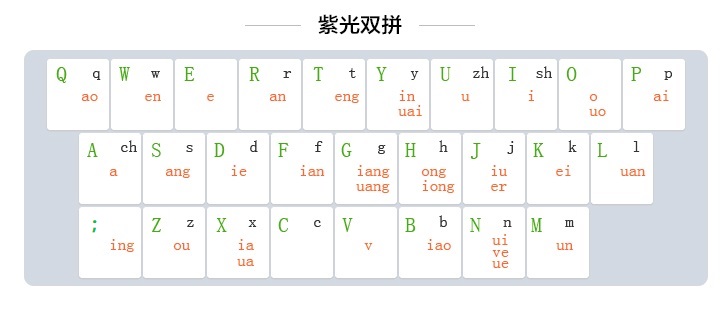 紫光双拼
Q q W w E R r T t Y y U zh I sh O P p
ao en e an eng in u i o ai
uai uo
A ch S s D d F f G g H h J j K k L l
a ang ie ian iang ong iu ei uan
uang iong er
; Z z X x C c V B b N n M m
ing ou ia v iao ui un
ua ve
ue